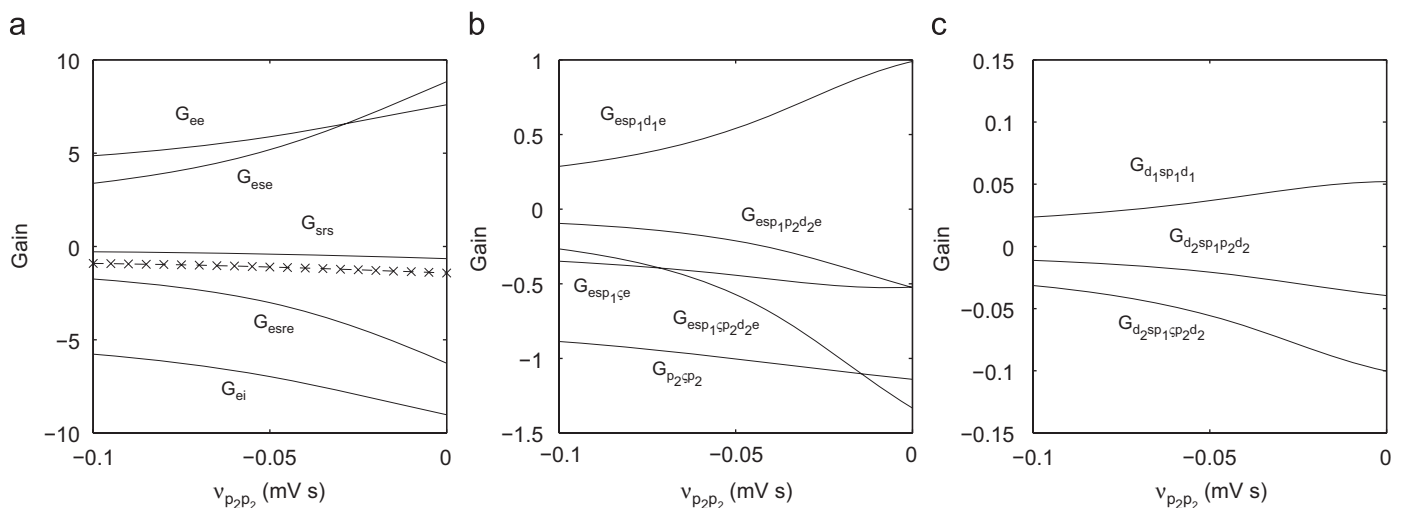 a
b
c
10
5
0
−5
−10
Gain
G_ee
G_ese
G_srs
G_esre
G_ei
−0.1
−0.05
0
ν_p₂p₂ (mV s)
1
0.5
0
−0.5
−1
−1.5
Gain
G_esp₁d₁e
G_esp₁p₂d₂e
G_esp₁ςe
G_esp₁ςp₂d₂e
G_p₂ςp₂
−0.1
−0.05
0
ν_p₂p₂ (mV s)
0.15
0.1
0.05
0
−0.05
−0.1
−0.15
Gain
G_d₁sp₁d₁
G_d₂sp₁p₂d₂
G_d₂sp₁ςp₂d₂
−0.1
−0.05
0
ν_p₂p₂ (mV s)